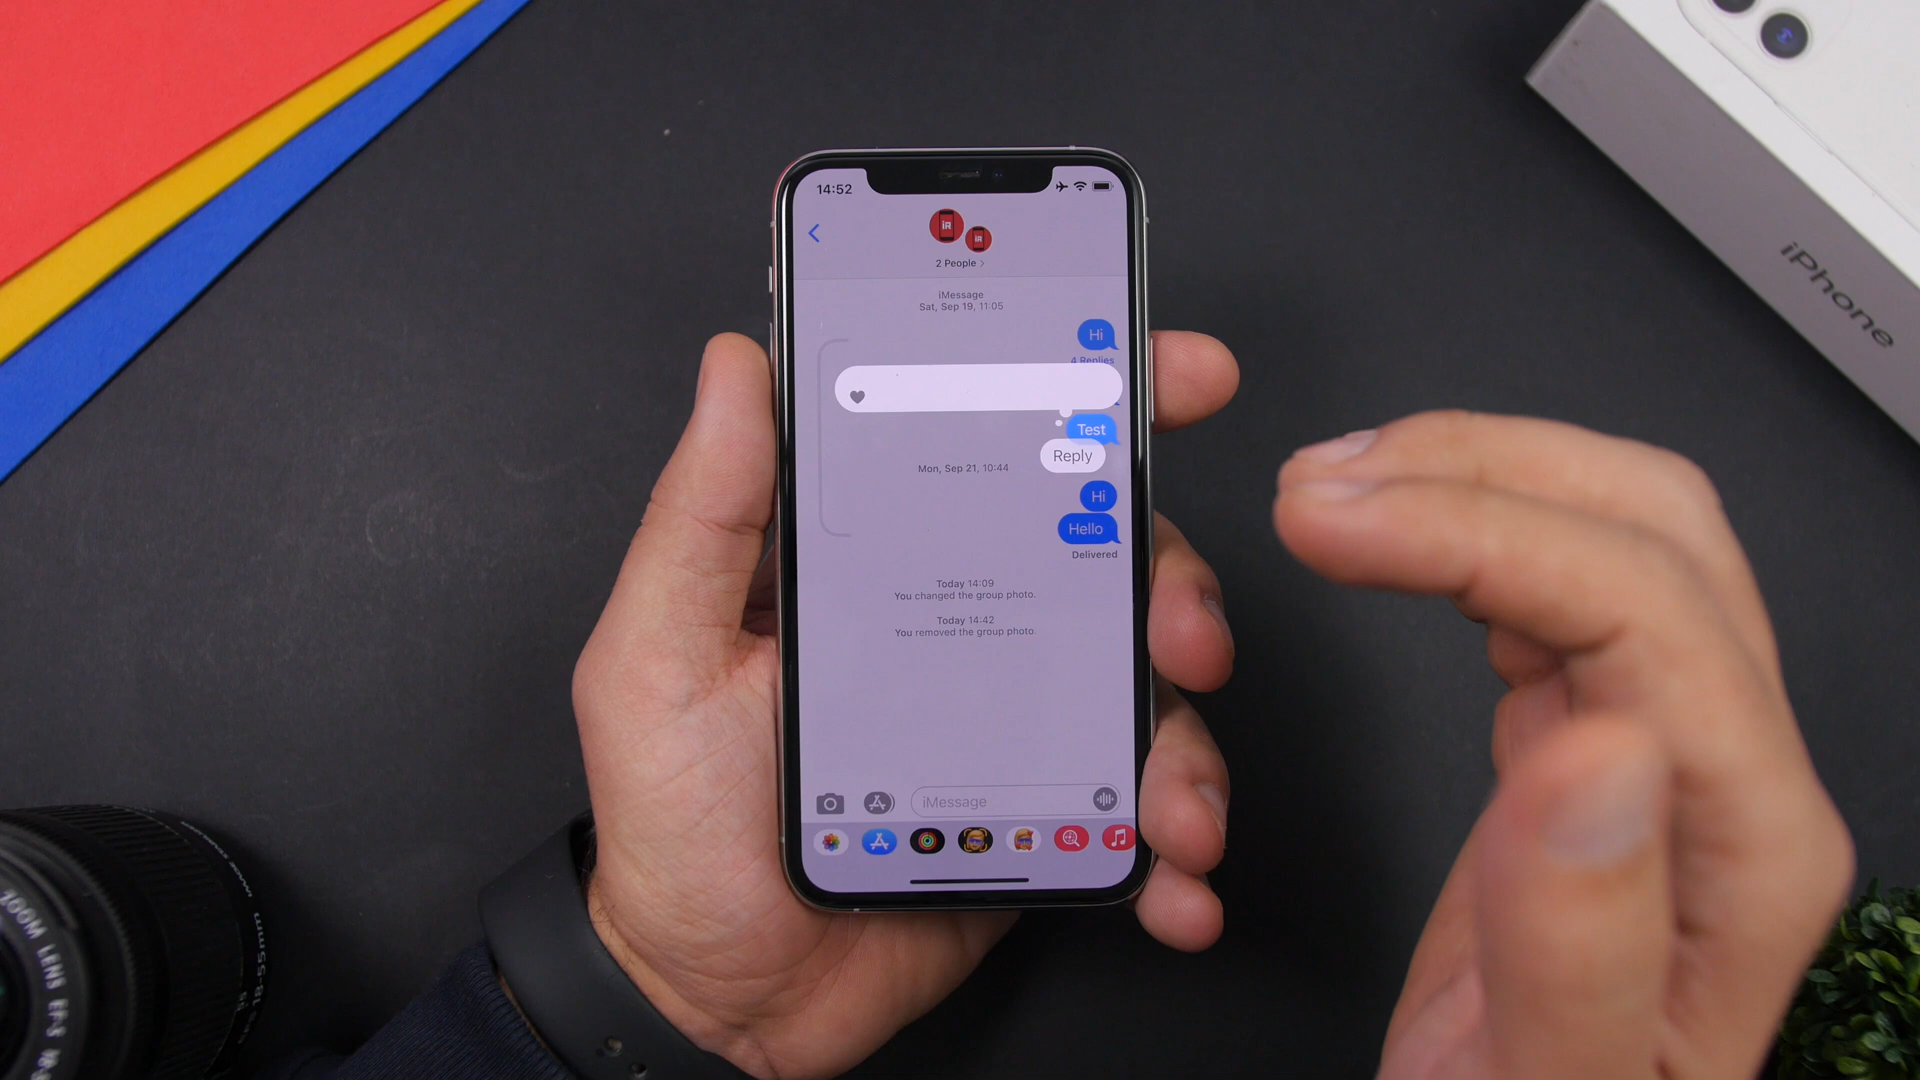 14:52
iR
iR
2 People >
iMessage
Sat, Sep 19, 11:05
Hi
4 Replies
Test
Reply
Mon, Sep 21, 10:44
Hi
Hello
Delivered
Today 14:09
You changed the group photo.
Today 14:42
You removed the group photo.
iMessage
iPhone
ZOOM LENS EF-S
18-55mm